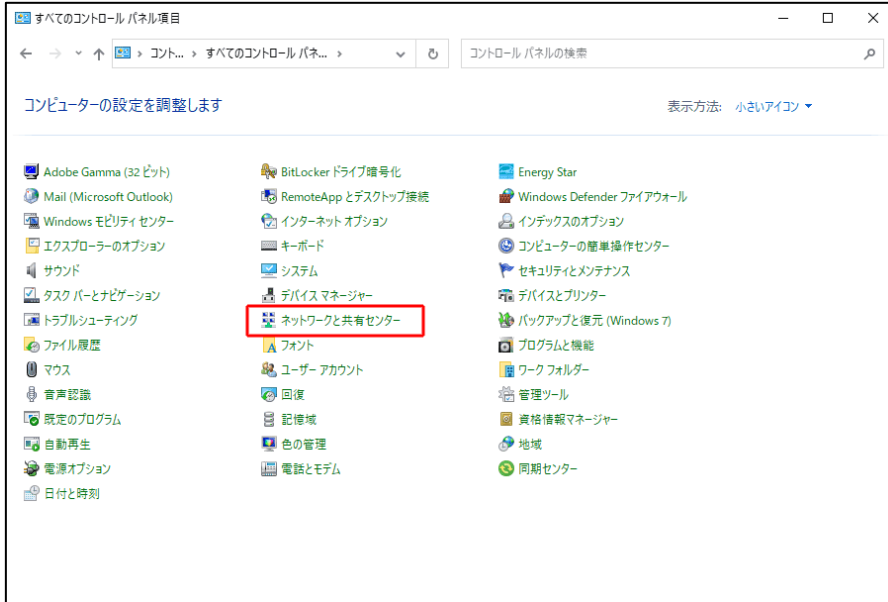 すべてのコントロール パネル項目
コント... すべてのコントロール パネ... コントロール パネルの検索
コンピューターの設定を調整します
表示方法: 小さいアイコン
Adobe Gamma (32 ビット) BitLocker ドライブ暗号化 Energy Star
Mail (Microsoft Outlook) RemoteApp とデスクトップ接続 Windows Defender ファイアウォール
Windows モビリティ センター インターネット オプション インデックスのオプション
エクスプローラーのオプション キーボード コンピューターの簡単操作センター
サウンド システム セキュリティとメンテナンス
タスク バーとナビゲーション デバイス マネージャー デバイスとプリンター
トラブルシューティング ネットワークと共有センター バックアップと復元 (Windows 7)
ファイル履歴 フォント プログラムと機能
マウス ユーザー アカウント ワーク フォルダー
音声認識 回復 管理ツール
既定のプログラム 記憶域 資格情報マネージャー
自動再生 色の管理 地域
電源オプション 電話とモデム 同期センター
日付と時刻